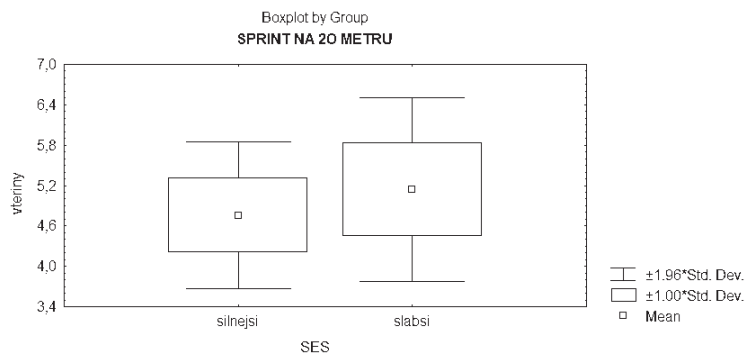 Boxplot by Group
SPRINT NA 2O METRU
7,0
6,4
5,8
5,2
4,6
4,0
3,4
vteriny
silnejsi
slabsi
SES
±1.96*Std. Dev.
±1.00*Std. Dev.
Mean